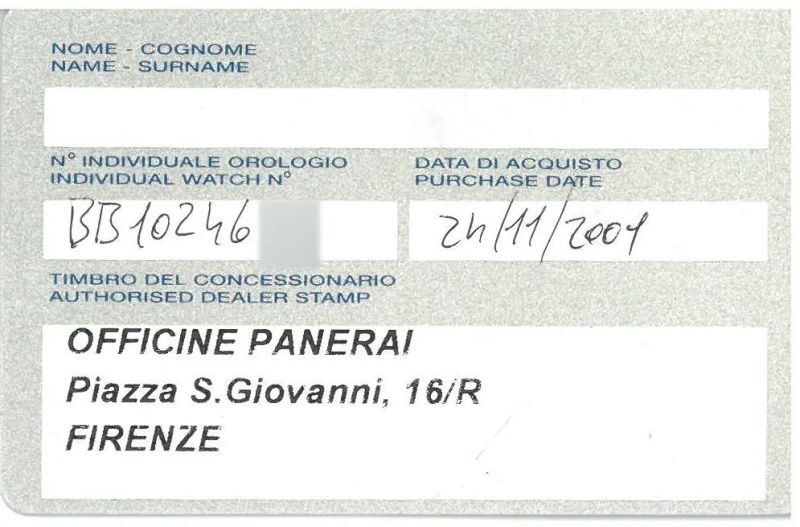 NOME - COGNOME
NAME - SURNAME
N° INDIVIDUALE OROLOGIO
INDIVIDUAL WATCH N°
DATA DI ACQUISTO
PURCHASE DATE
BB10246
24/11/2001
TIMBRO DEL CONCESSIONARIO
AUTHORISED DEALER STAMP
OFFICINE PANERAI
Piazza S.Giovanni, 16/R
FIRENZE